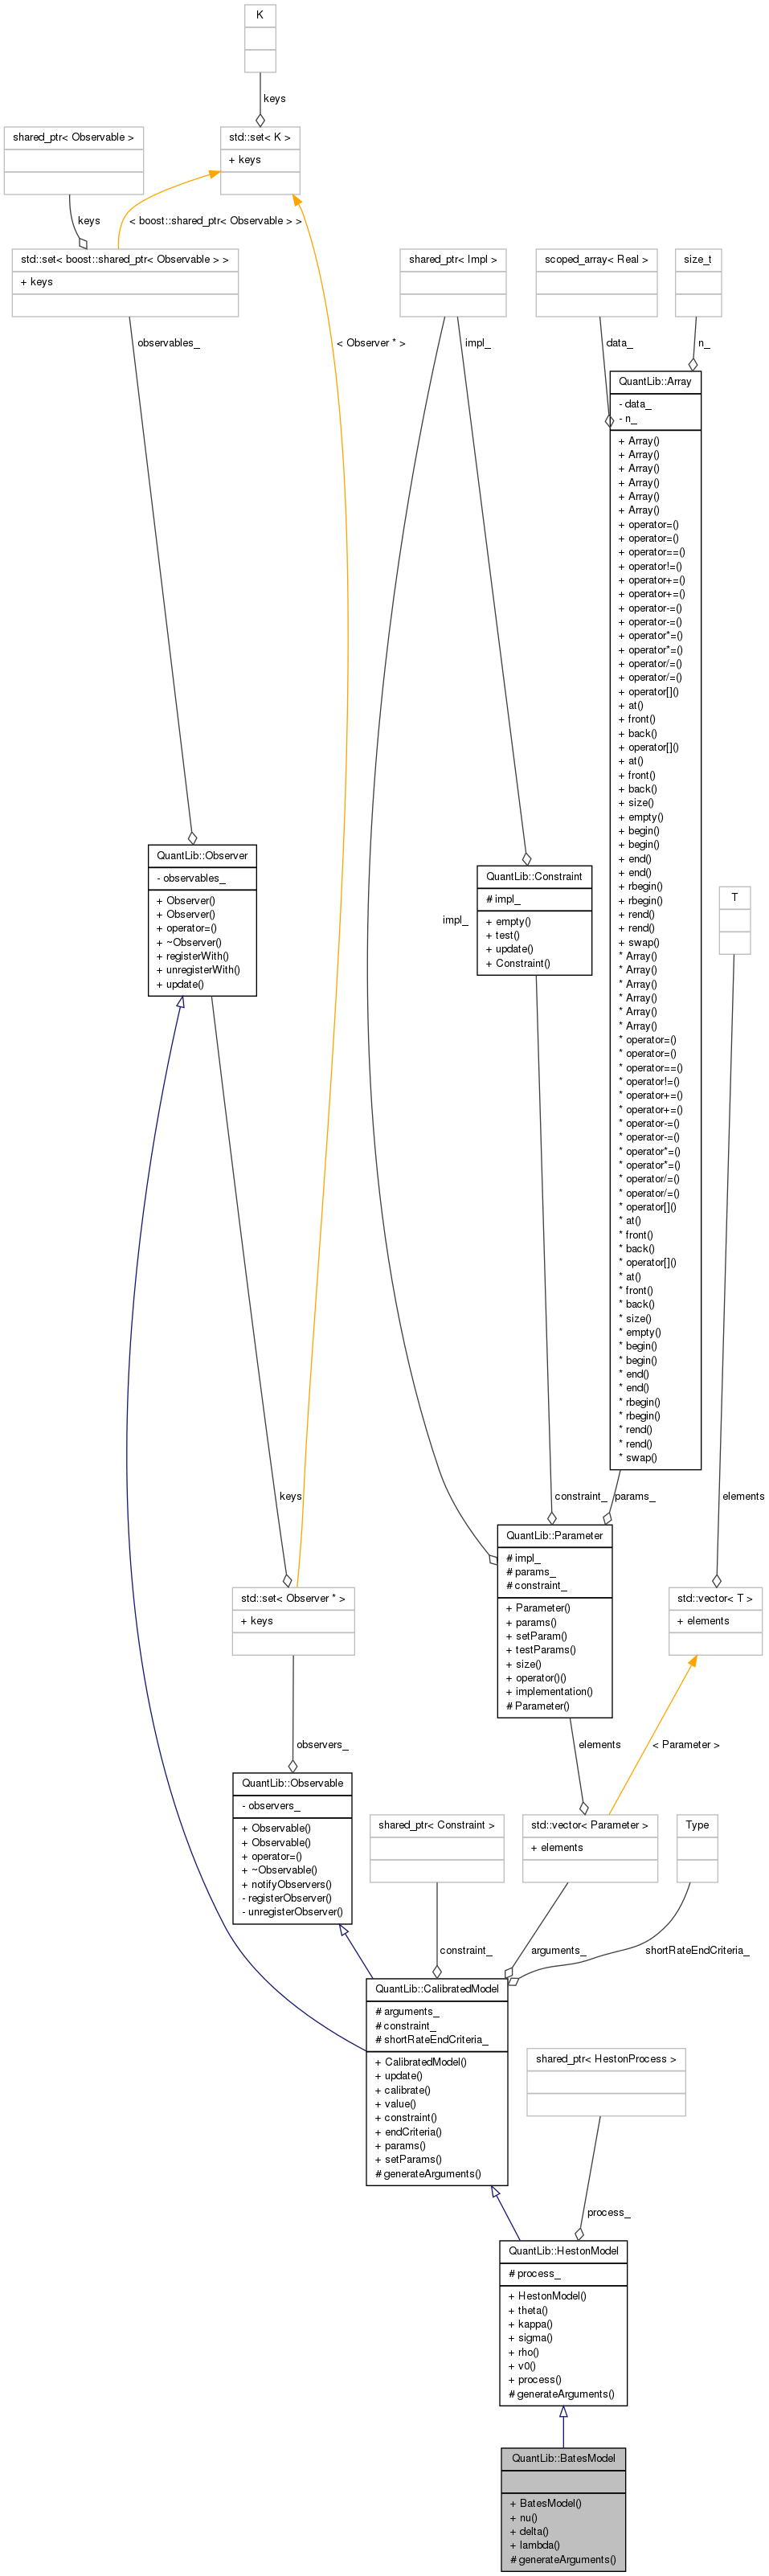 K
keys
shared_ptr< Observable >
std::set< K >
+ keys
keys
< boost::shared_ptr< Observable > >
std::set< boost::shared_ptr< Observable > >
+ keys
shared_ptr< Impl >
scoped_array< Real >
size_t
observables_
< Observer * >
impl_
data_
n_
QuantLib::Array
- data_
- n_
+ Array()
+ Array()
+ Array()
+ Array()
+ Array()
+ Array()
+ operator=()
+ operator=()
+ operator==()
+ operator!=()
+ operator+=()
+ operator+=()
+ operator-=()
+ operator-=()
+ operator*=()
+ operator*=()
+ operator/=()
+ operator/=()
+ operator[]()
+ at()
+ front()
+ back()
+ operator[]()
+ at()
+ front()
+ back()
+ size()
+ empty()
+ begin()
+ begin()
+ end()
+ end()
+ rbegin()
+ rbegin()
+ rend()
+ rend()
+ swap()
* Array()
* Array()
* Array()
* Array()
* Array()
* Array()
* operator=()
* operator=()
* operator==()
* operator!=()
* operator+=()
* operator+=()
* operator-=()
* operator-=()
* operator*=()
* operator*=()
* operator/=()
* operator/=()
* operator[]()
* at()
* front()
* back()
* operator[]()
* at()
* front()
* back()
* size()
* empty()
* begin()
* begin()
* end()
* end()
* rbegin()
* rbegin()
* rend()
* rend()
* swap()
QuantLib::Observer
- observables_
+ Observer()
+ Observer()
+ operator=()
+ ~Observer()
+ registerWith()
+ unregisterWith()
+ update()
QuantLib::Constraint
# impl_
+ empty()
+ test()
+ update()
+ Constraint()
impl_
T
keys
constraint_
params_
elements
QuantLib::Parameter
# impl_
# params_
# constraint_
+ Parameter()
+ params()
+ setParam()
+ testParams()
+ size()
+ operator()()
+ implementation()
# Parameter()
std::set< Observer * >
+ keys
std::vector< T >
+ elements
observers_
elements
< Parameter >
QuantLib::Observable
- observers_
+ Observable()
+ Observable()
+ operator=()
+ ~Observable()
+ notifyObservers()
- registerObserver()
- unregisterObserver()
shared_ptr< Constraint >
std::vector< Parameter >
+ elements
Type
constraint_
arguments_
shortRateEndCriteria_
QuantLib::CalibratedModel
# arguments_
# constraint_
# shortRateEndCriteria_
+ CalibratedModel()
+ update()
+ calibrate()
+ value()
+ constraint()
+ endCriteria()
+ params()
+ setParams()
# generateArguments()
shared_ptr< HestonProcess >
process_
QuantLib::HestonModel
# process_
+ HestonModel()
+ theta()
+ kappa()
+ sigma()
+ rho()
+ v0()
+ process()
# generateArguments()
QuantLib::BatesModel
+ BatesModel()
+ nu()
+ delta()
+ lambda()
# generateArguments()